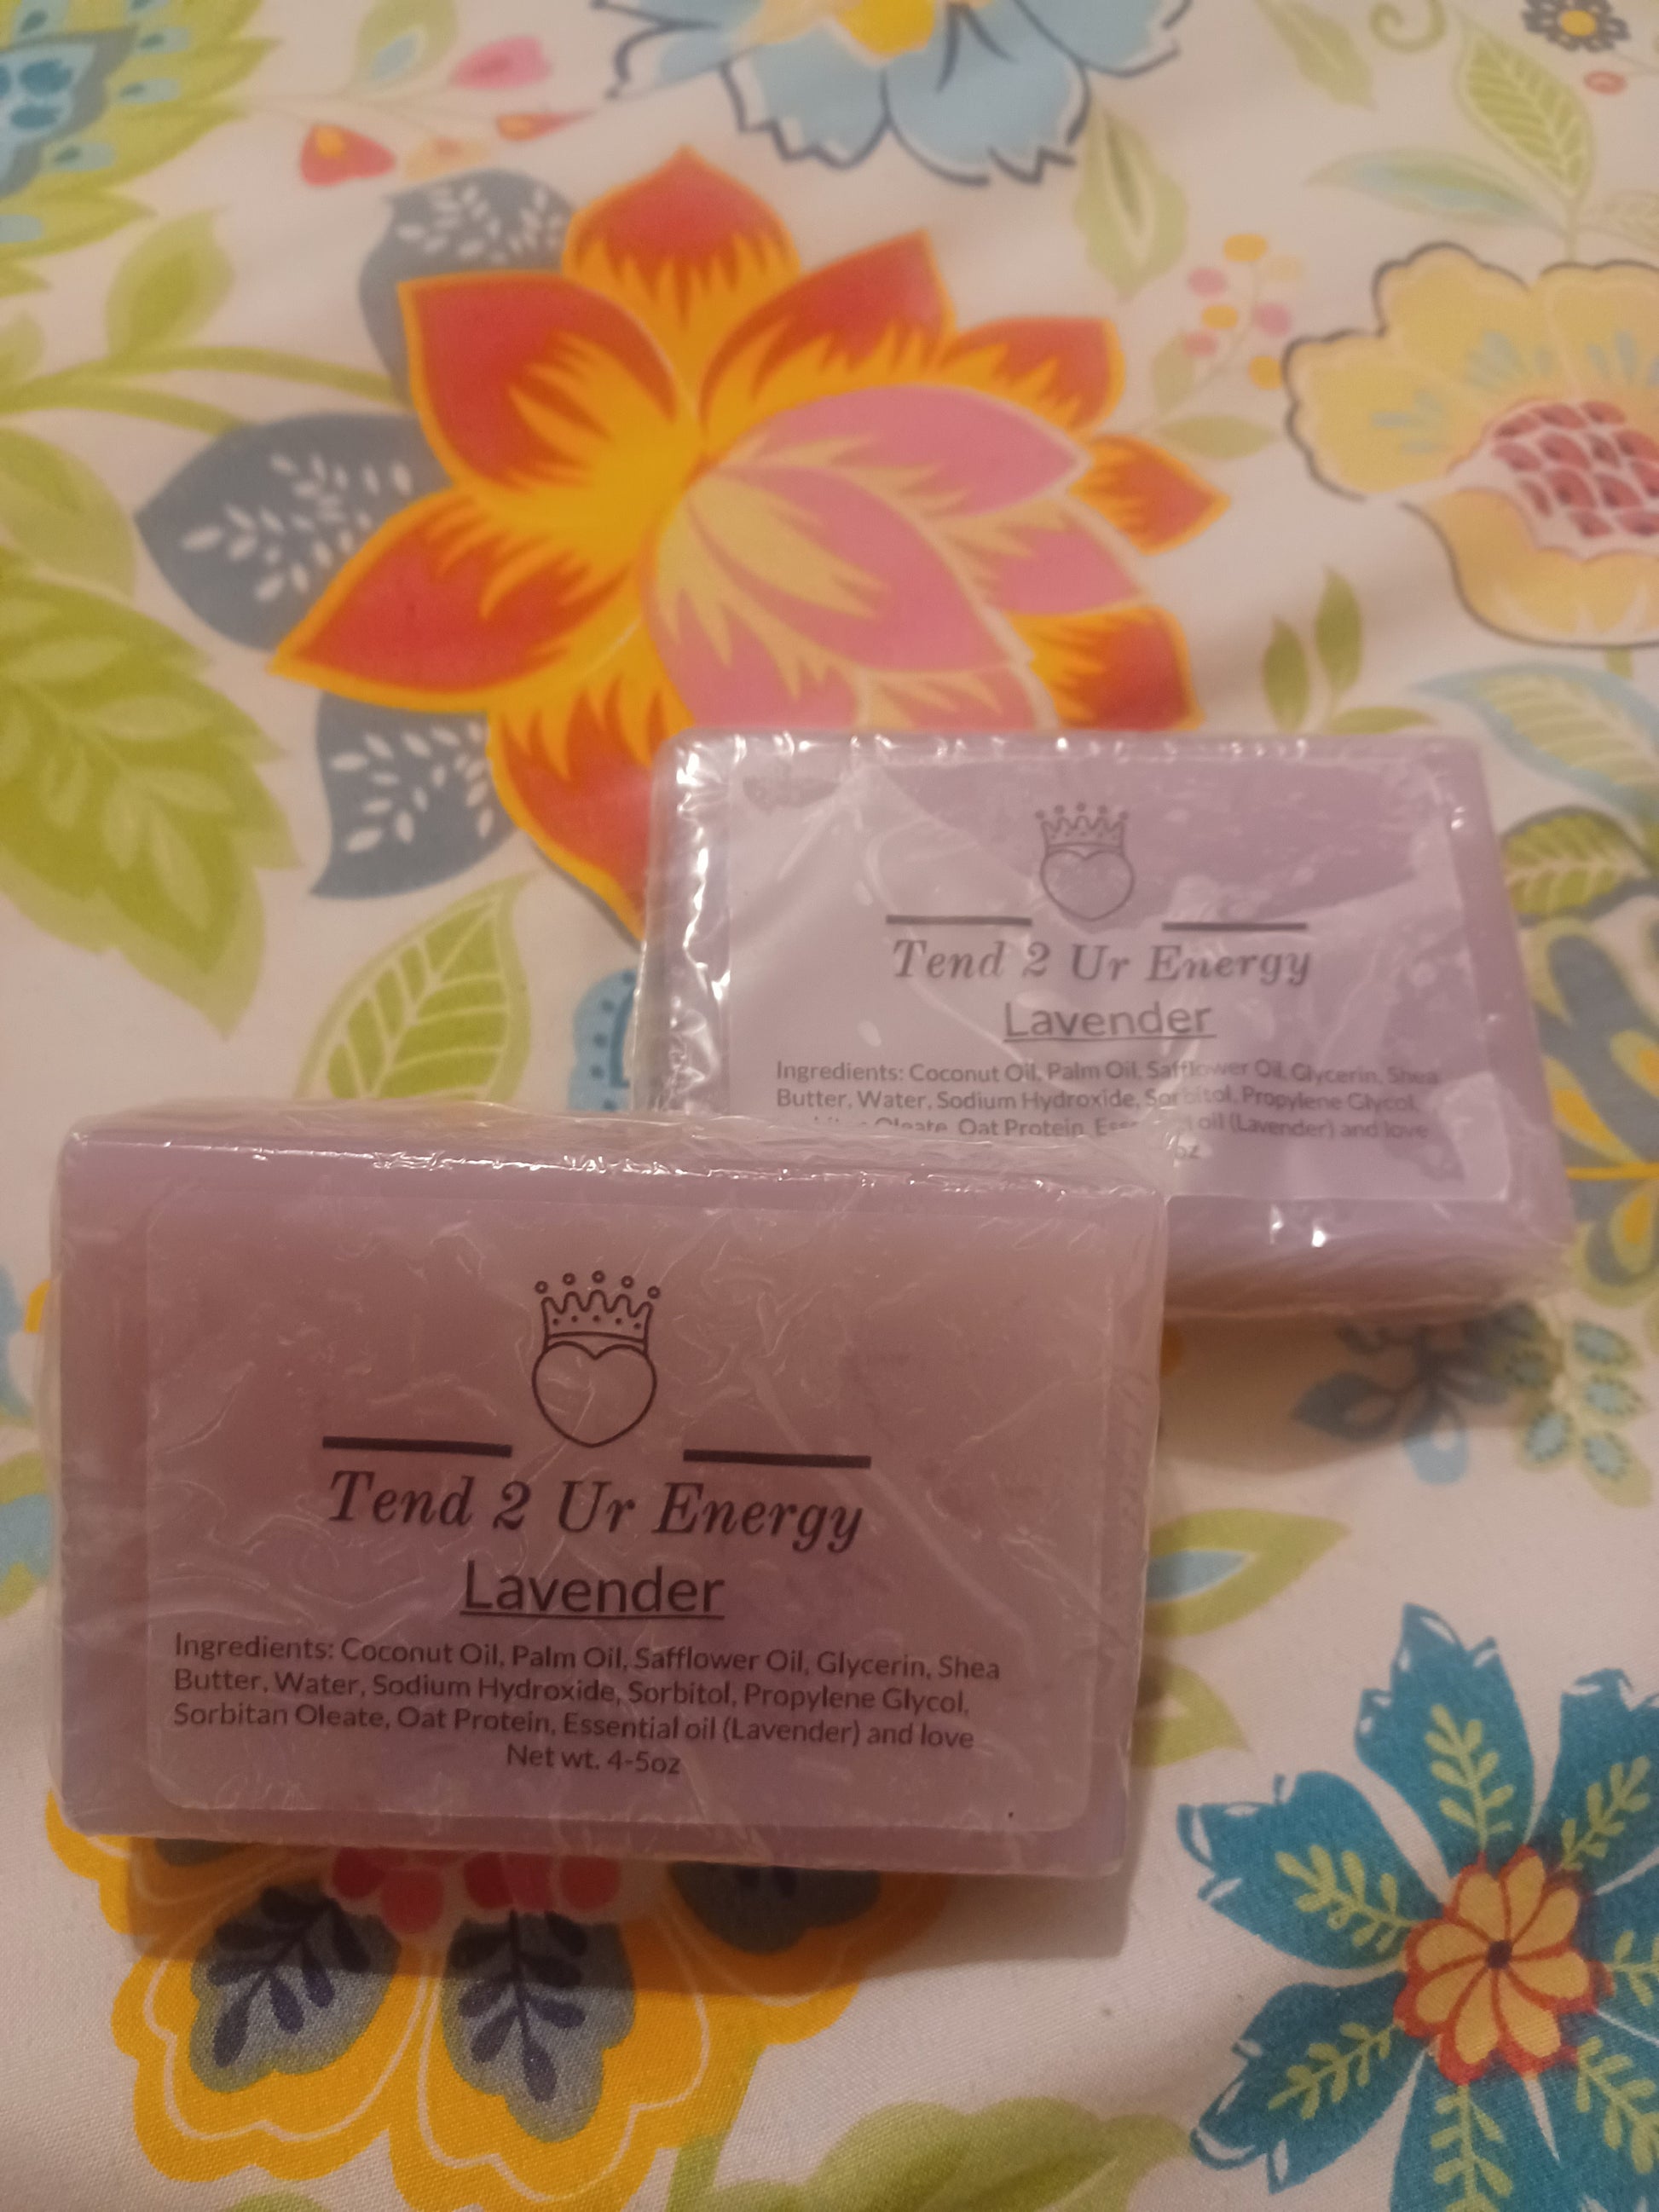 Tend 2 Ur Energy
Lavender
Ingredients: Coconut Oil, Palm Oil, Safflower Oil, Glycerin, Shea
Butter, Water, Sodium Hydroxide, Sorbitol, Propylene Glycol,
Oleate, Oat Protein, oil (Lavender) and love
oz
Tend 2 Ur Energy
Lavender
Ingredients: Coconut Oil, Palm Oil, Safflower Oil, Glycerin, Shea
Butter, Water, Sodium Hydroxide, Sorbitol, Propylene Glycol,
Sorbitan Oleate, Oat Protein, Essential oil (Lavender) and love
Net wt. 4-5oz